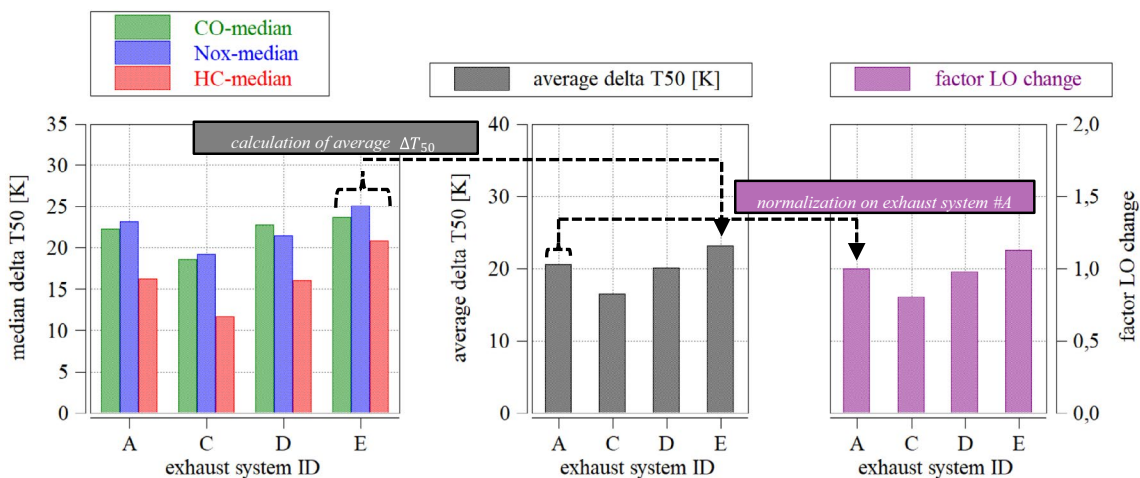 CO-median
Nox-median
HC-median
average delta T50 [K]
factor LO change
calculation of average ΔT₅₀
normalization on exhaust system #A
median delta T50 [K]
35
30
25
20
15
10
5
0
A C D E
exhaust system ID
average delta T50 [K]
40
30
20
10
0
A C D E
exhaust system ID
2,0
1,5
1,0
0,5
0,0
factor LO change
A C D E
exhaust system ID